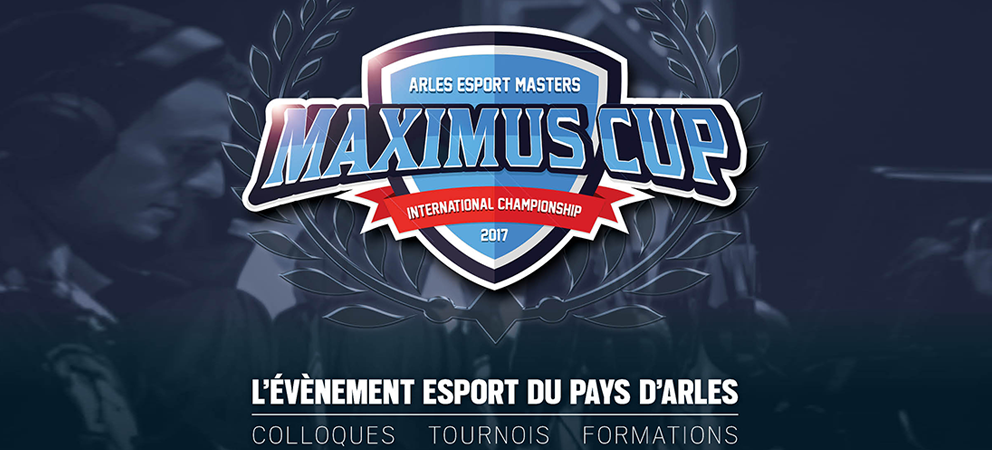 ARLES ESPORT MASTERS
MAXIMUS CUP
INTERNATIONAL CHAMPIONSHIP
2017
L'ÉVÈNEMENT ESPORT DU PAYS D'ARLES
COLLOQUES TOURNOIS FORMATIONS